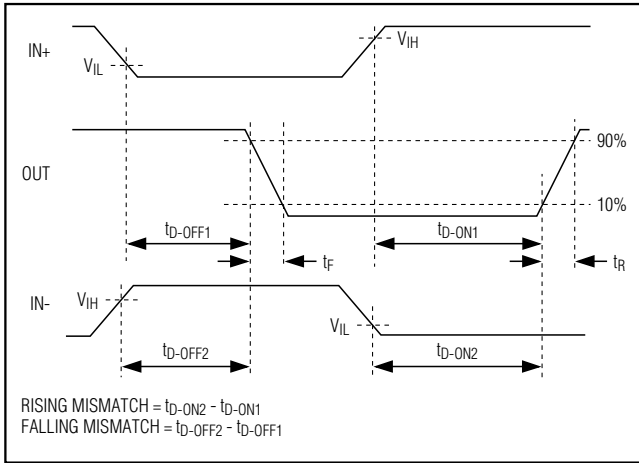 IN+
VIL
VIH
OUT
90%
10%
tD-OFF1
tF
tD-ON1
tR
IN-
VIH
VIL
tD-OFF2
tD-ON2
RISING MISMATCH = tD-ON2 - tD-ON1
FALLING MISMATCH = tD-OFF2 - tD-OFF1